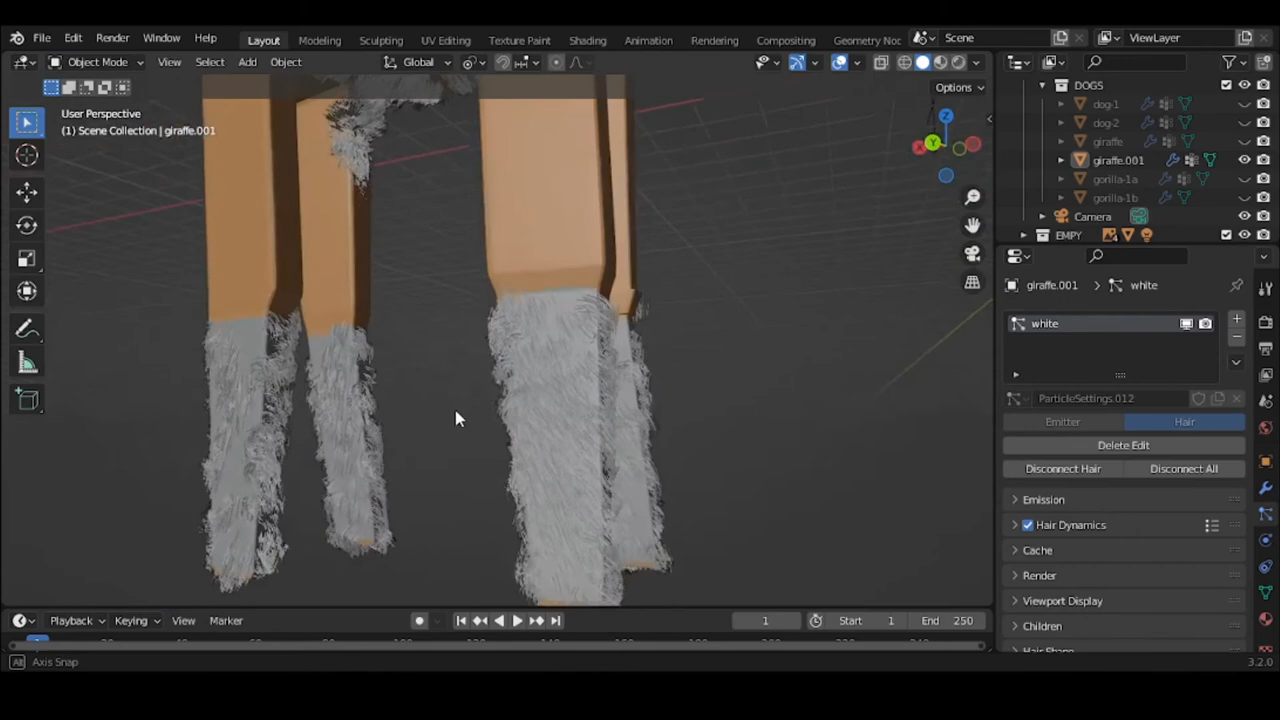 File Edit Render Window Help Layout Modeling Sculpting UV Editing Texture Paint Shading Animation Rendering Compositing Geometry Noc Scene ViewLayer
Object Mode View Select Add Object Global
Options
User Perspective
(1) Scene Collection | giraffe.001
DOGS
dog-1
dog-2
giraffe
giraffe.001
gorilla-1a
gorilla-1b
Camera
EMPY
giraffe.001 white
white
ParticleSettings.012
Emitter Hair
Delete Edit
Disconnect Hair Disconnect All
Emission
Hair Dynamics
Cache
Render
Viewport Display
Children
Hair Shape
Playback Keying View Marker 1 Start 1 End 250
Axis Snap 3.2.0